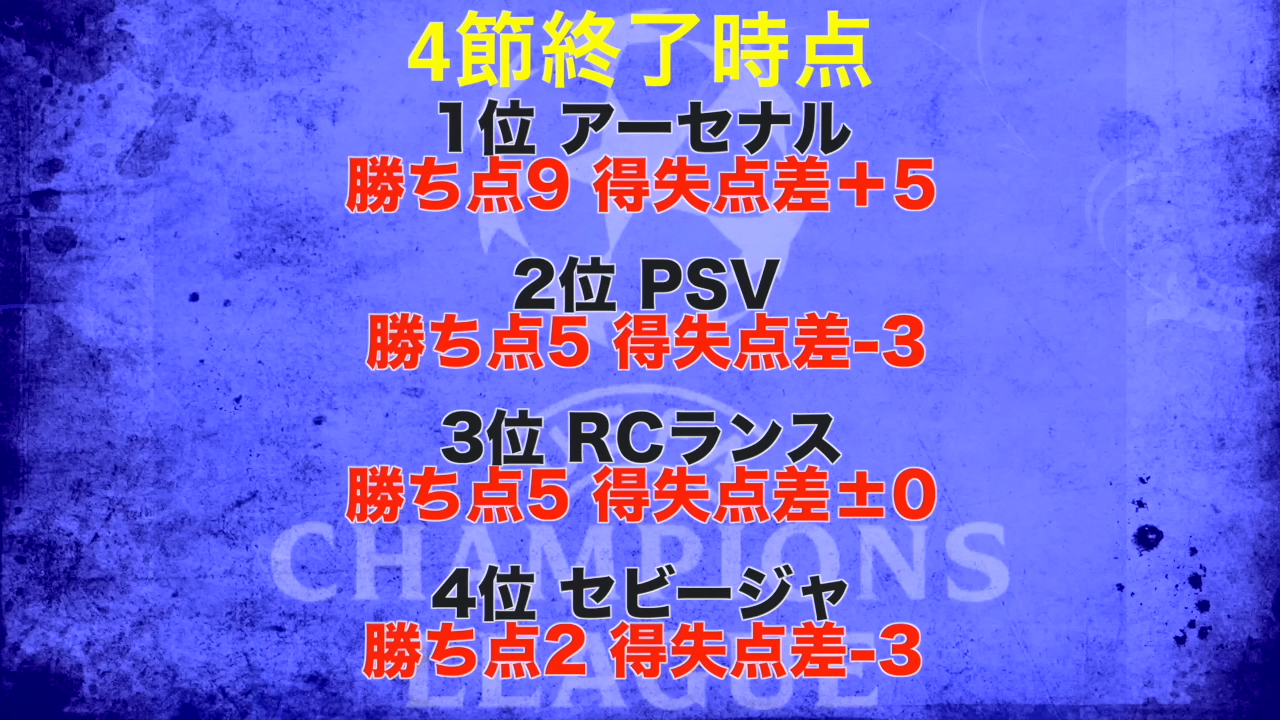 4節終了時点
1位 アーセナル
勝ち点9 得失点差＋5
2位 PSV
勝ち点5 得失点差-3
3位 RCランス
勝ち点5 得失点差±0
4位 セビージャ
勝ち点2 得失点差-3
CHAMPIONS
LEAGUE